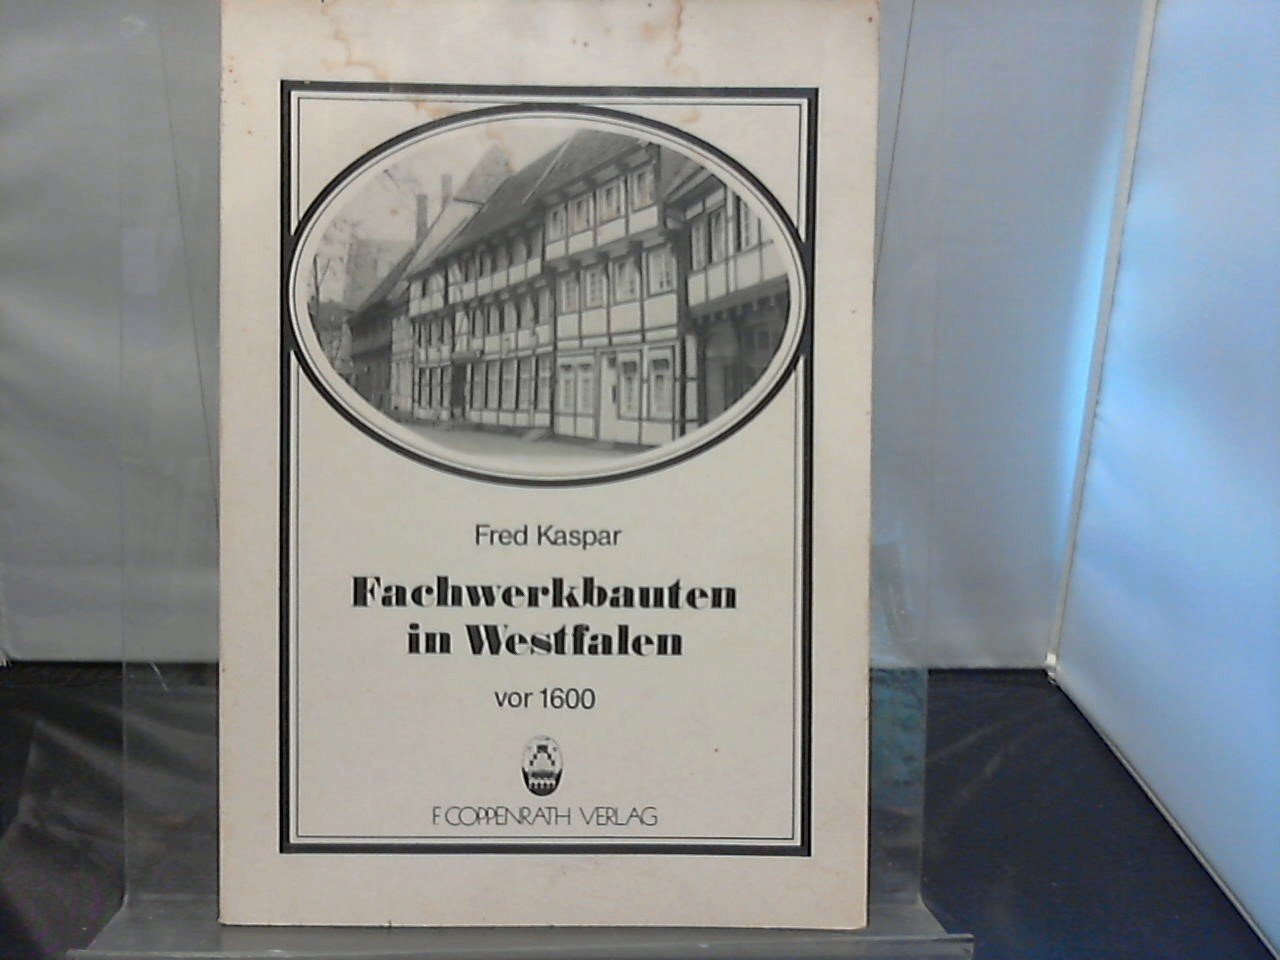 Fred Kaspar
Fachwerkbauten
in Westfalen
vor 1600
F. COPPENRATH VERLAG